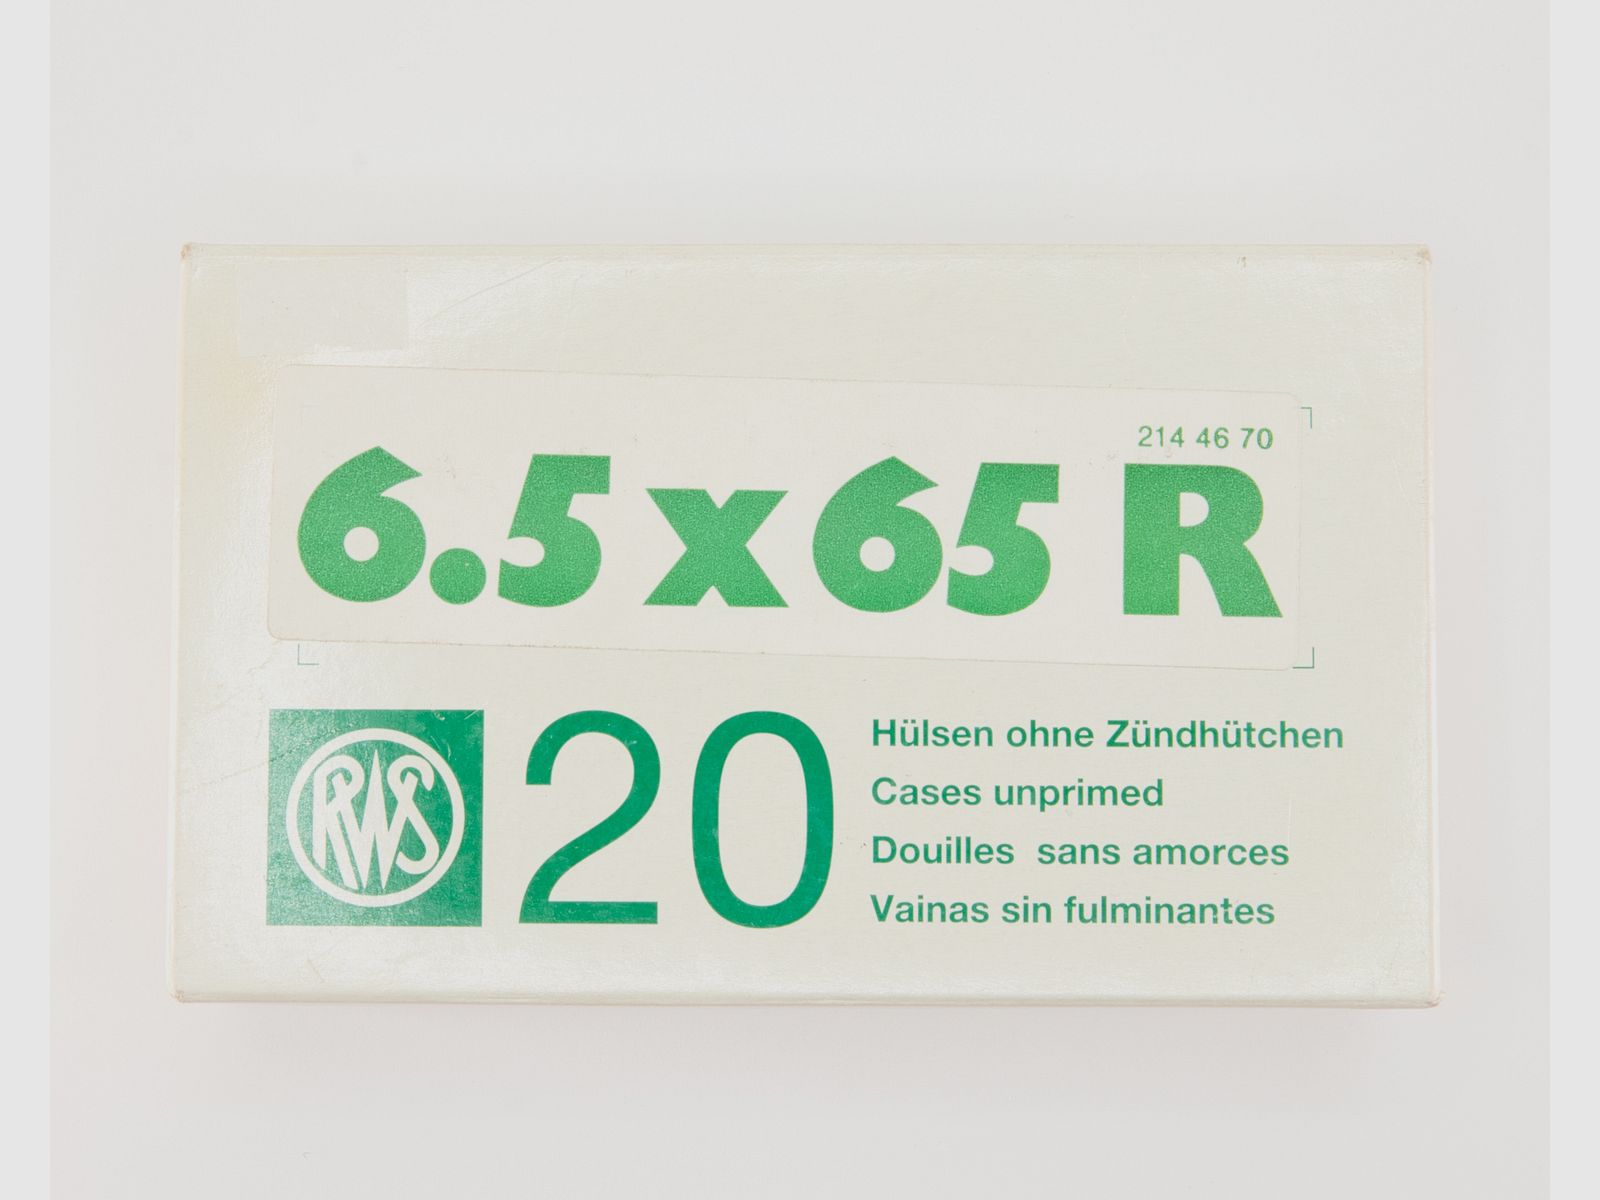 214 46 70
6.5 x 65 R
RWS
20
Hülsen ohne Zündhütchen
Cases unprimed
Douilles sans amorces
Vainas sin fulminantes